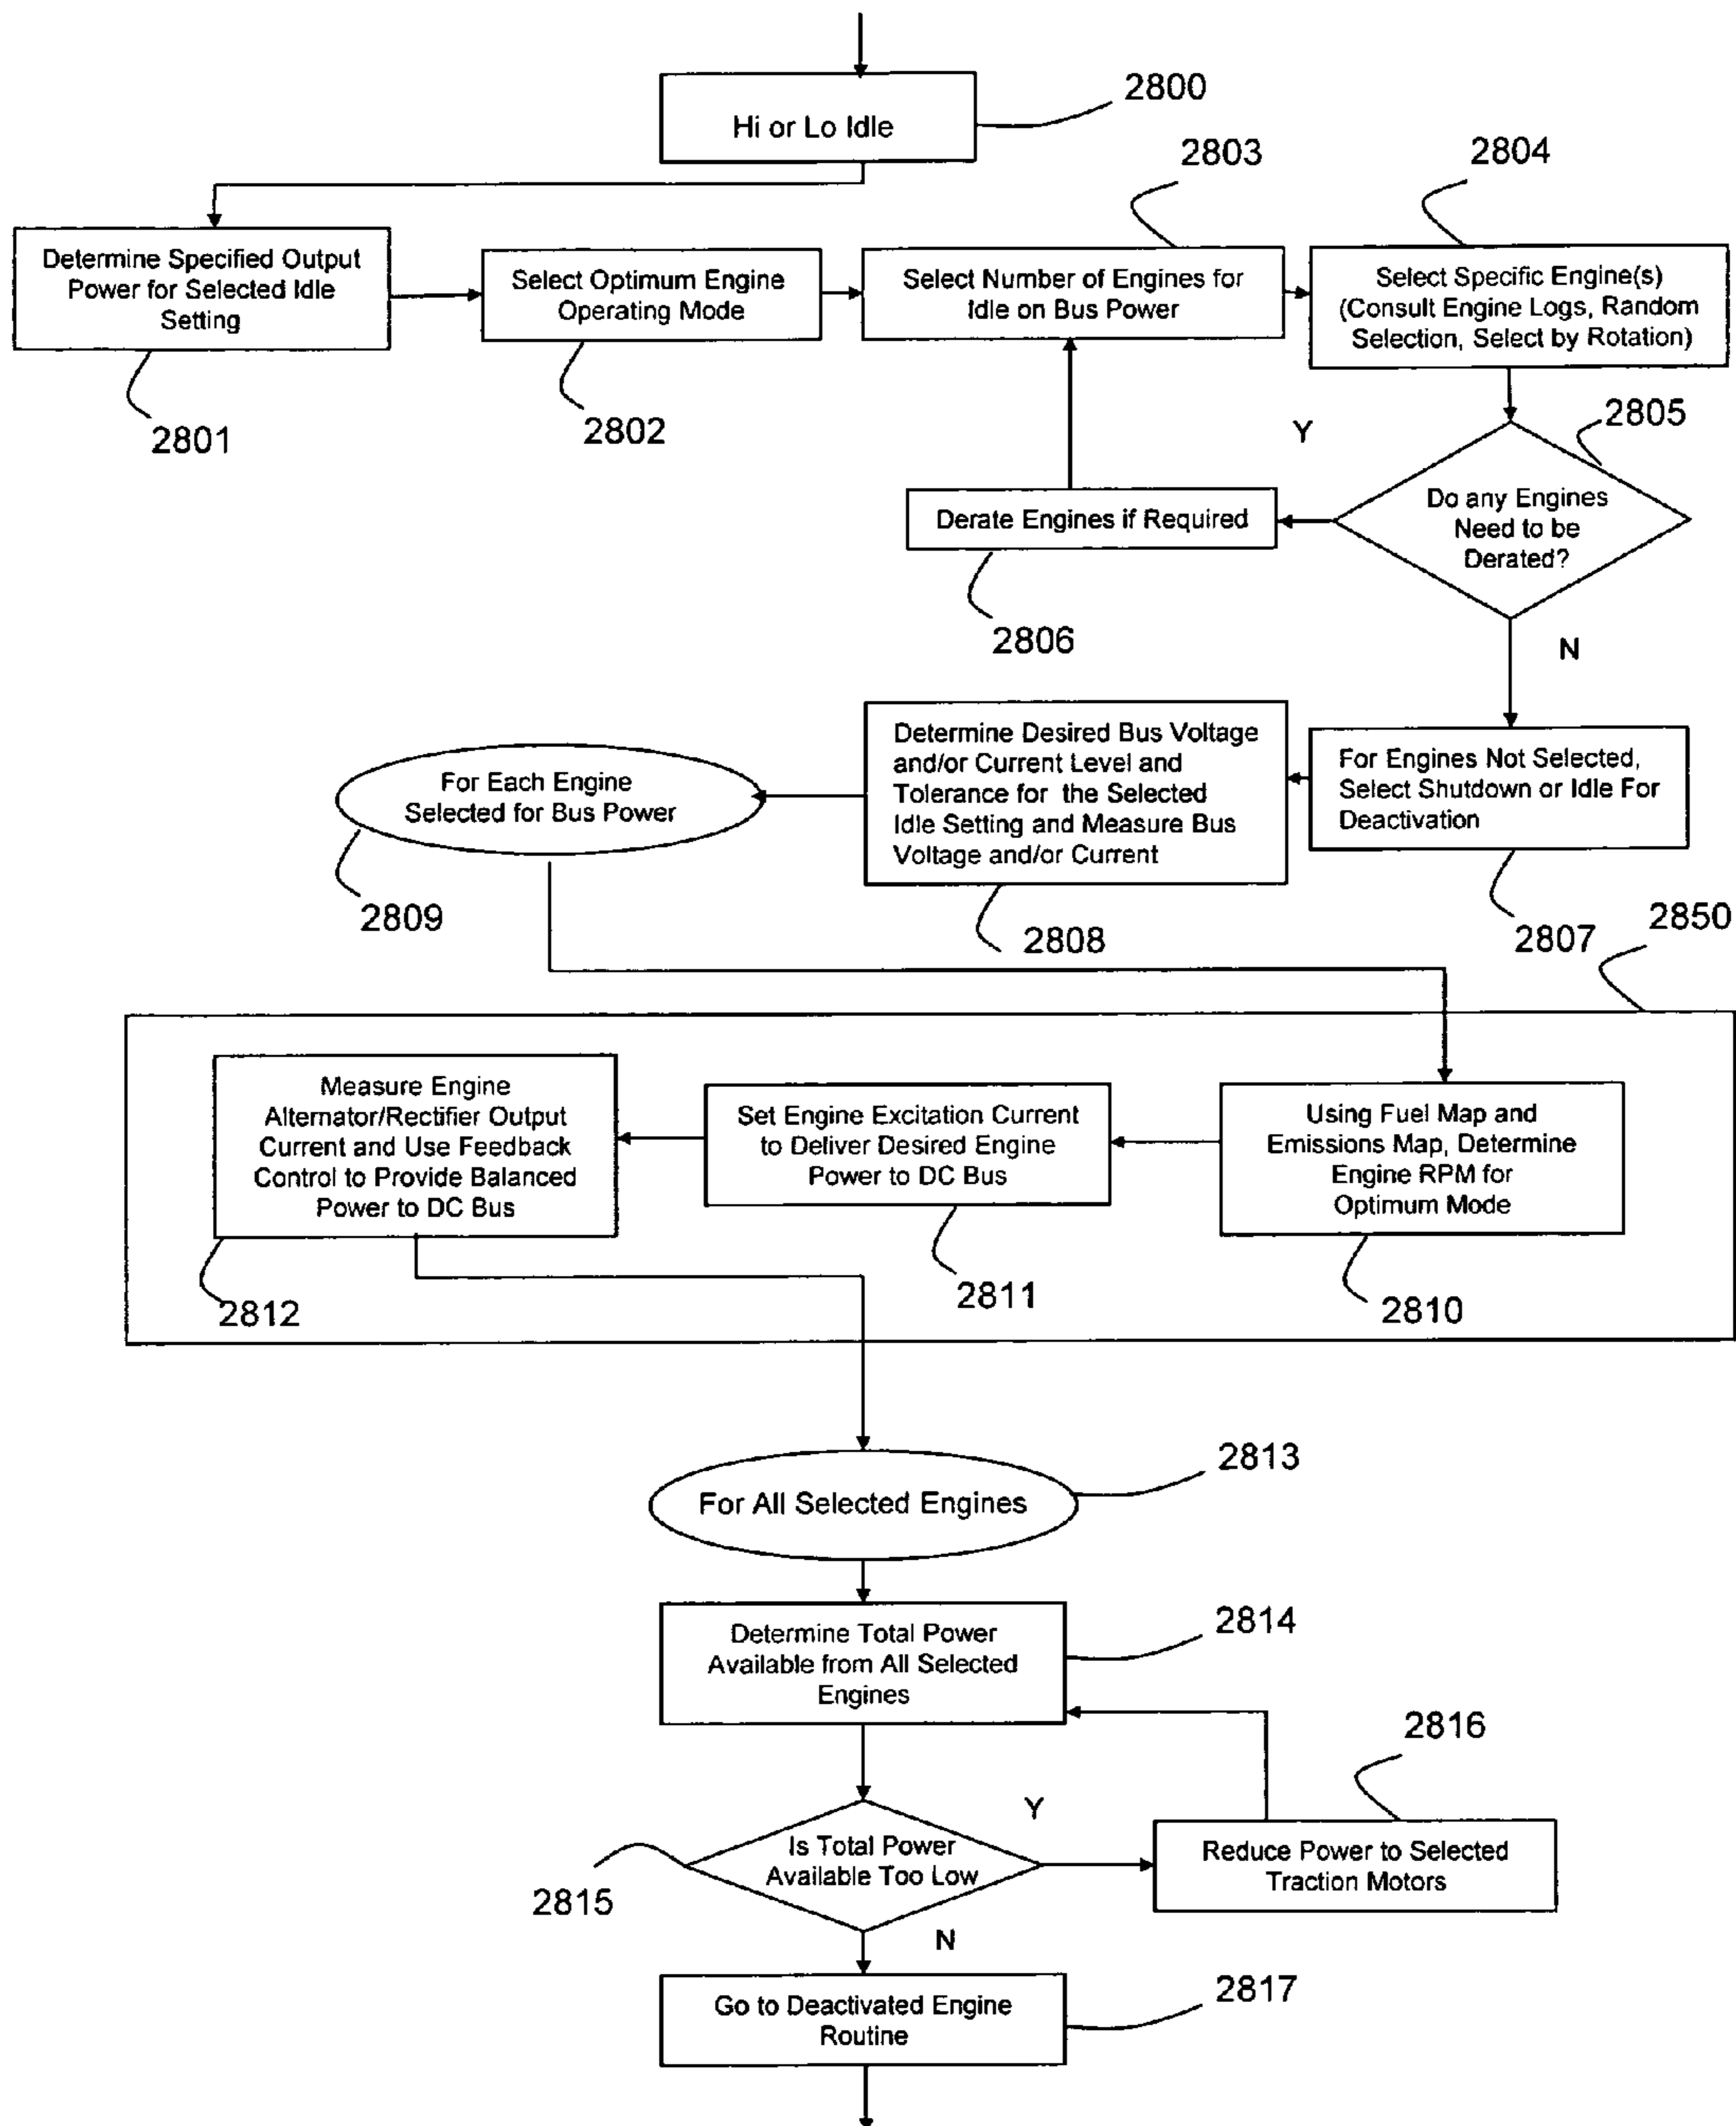 2800
Hi or Lo Idle
2803
2804
Determine Specified Output
Power for Selected Idle
Setting
Select Optimum Engine
Operating Mode
Select Number of Engines for
Idle on Bus Power
Select Specific Engine(s)
(Consult Engine Logs, Random
Selection, Select by Rotation)
2801
2802
2805
Y
Do any Engines
Need to be
Derated?
Derate Engines if Required
2806
N
For Each Engine
Selected for Bus Power
Determine Desired Bus Voltage
and/or Current Level and
Tolerance for the Selected
Idle Setting and Measure Bus
Voltage and/or Current
For Engines Not Selected,
Select Shutdown or Idle For
Deactivation
2809
2808
2807
2850
Measure Engine
Alternator/Rectifier Output
Current and Use Feedback
Control to Provide Balanced
Power to DC Bus
Set Engine Excitation Current
to Deliver Desired Engine
Power to DC Bus
Using Fuel Map and
Emissions Map, Determine
Engine RPM for
Optimum Mode
2812
2811
2810
2813
For All Selected Engines
2814
Determine Total Power
Available from All Selected
Engines
2816
Y
Is Total Power
Available Too Low
Reduce Power to Selected
Traction Motors
2815
N
2817
Go to Deactivated Engine
Routine